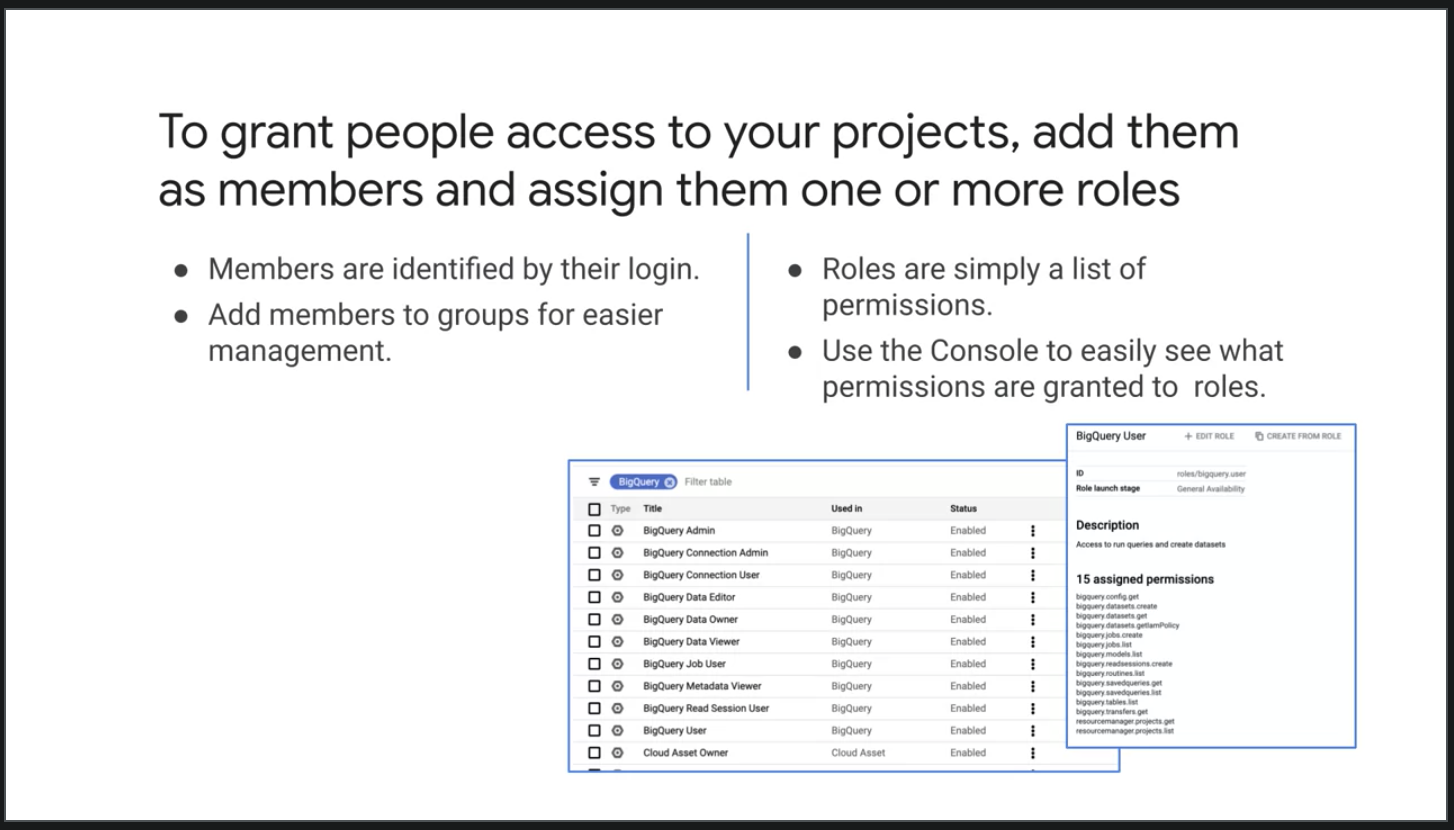 To grant people access to your projects, add them
as members and assign them one or more roles
● Members are identified by their login.
● Add members to groups for easier
management.
● Roles are simply a list of
permissions.
● Use the Console to easily see what
permissions are granted to  roles.
BigQuery Filter table
Type Title Used in Status
BigQuery Admin BigQuery Enabled
BigQuery Connection Admin BigQuery Enabled
BigQuery Connection User BigQuery Enabled
BigQuery Data Editor BigQuery Enabled
BigQuery Data Owner BigQuery Enabled
BigQuery Data Viewer BigQuery Enabled
BigQuery Job User BigQuery Enabled
BigQuery Metadata Viewer BigQuery Enabled
BigQuery Read Session User BigQuery Enabled
BigQuery User BigQuery Enabled
Cloud Asset Owner Cloud Asset Enabled
BigQuery User + EDIT ROLE CREATE FROM ROLE
ID roles/bigquery.user
Role launch stage General Availability
Description
Access to run queries and create datasets
15 assigned permissions
bigquery.config.get
bigquery.datasets.create
bigquery.datasets.get
bigquery.datasets.getIamPolicy
bigquery.jobs.create
bigquery.jobs.list
bigquery.models.list
bigquery.readsessions.create
bigquery.routines.list
bigquery.savedqueries.get
bigquery.savedqueries.list
bigquery.tables.list
bigquery.transfers.get
resourcemanager.projects.get
resourcemanager.projects.list